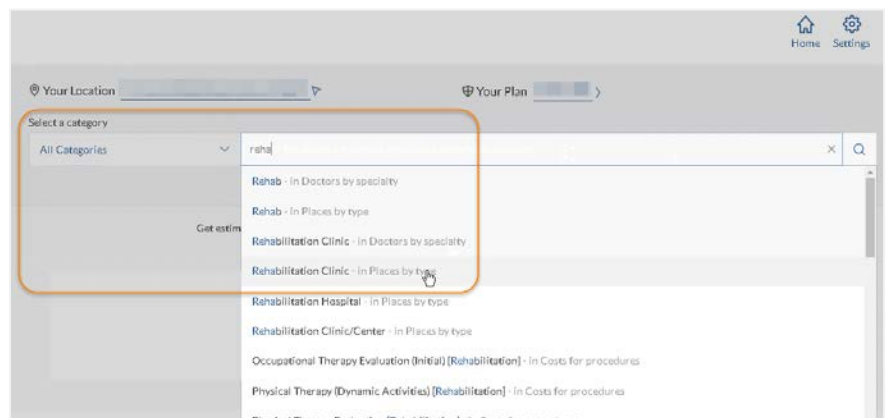 Home Settings
Your Location Your Plan
Select a category
All Categories reha
Rehab - in Doctors by specialty
Rehab - in Places by type
Get estim
Rehabilitation Clinic - in Doctors by specialty
Rehabilitation Clinic - in Places by type
Rehabilitation Hospital - in Places by type
Rehabilitation Clinic/Center - in Places by type
Occupational Therapy Evaluation (Initial) [Rehabilitation] - in Costs for procedures
Physical Therapy (Dynamic Activities) [Rehabilitation] - in Costs for procedures